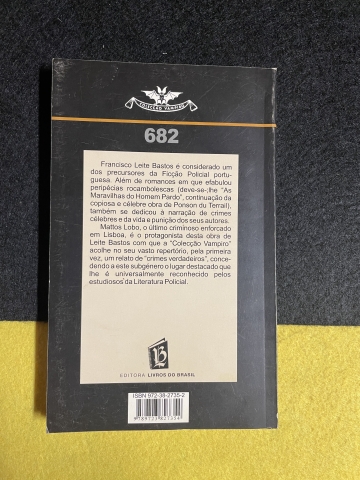 COLECÇÃO VAMPIRO
682
Francisco Leite Bastos é considerado um
dos precursores da Ficção Policial portu-
guesa. Além de romances em que efabulou
peripécias rocambolescas (deve-se-lhe "As
Maravilhas do Homem Pardo", continuação da
copiosa e célebre obra de Ponson du Terrail),
também se dedicou à narração de crimes
célebres e da vida e punição dos seus autores.
Mattos Lobo, o último criminoso enforcado
em Lisboa, é o protagonista desta obra de
Leite Bastos com que a "Colecção Vampiro"
acolhe no seu vasto repertório, pela primeira
vez, um relato de "crimes verdadeiros", conce-
dendo a este subgénero o lugar destacado que
lhe é universalmente reconhecido pelos
estudiosos da Literatura Policial.
EDITORA LIVROS DO BRASIL
ISBN 972-38-2735-2
9 789723 827354